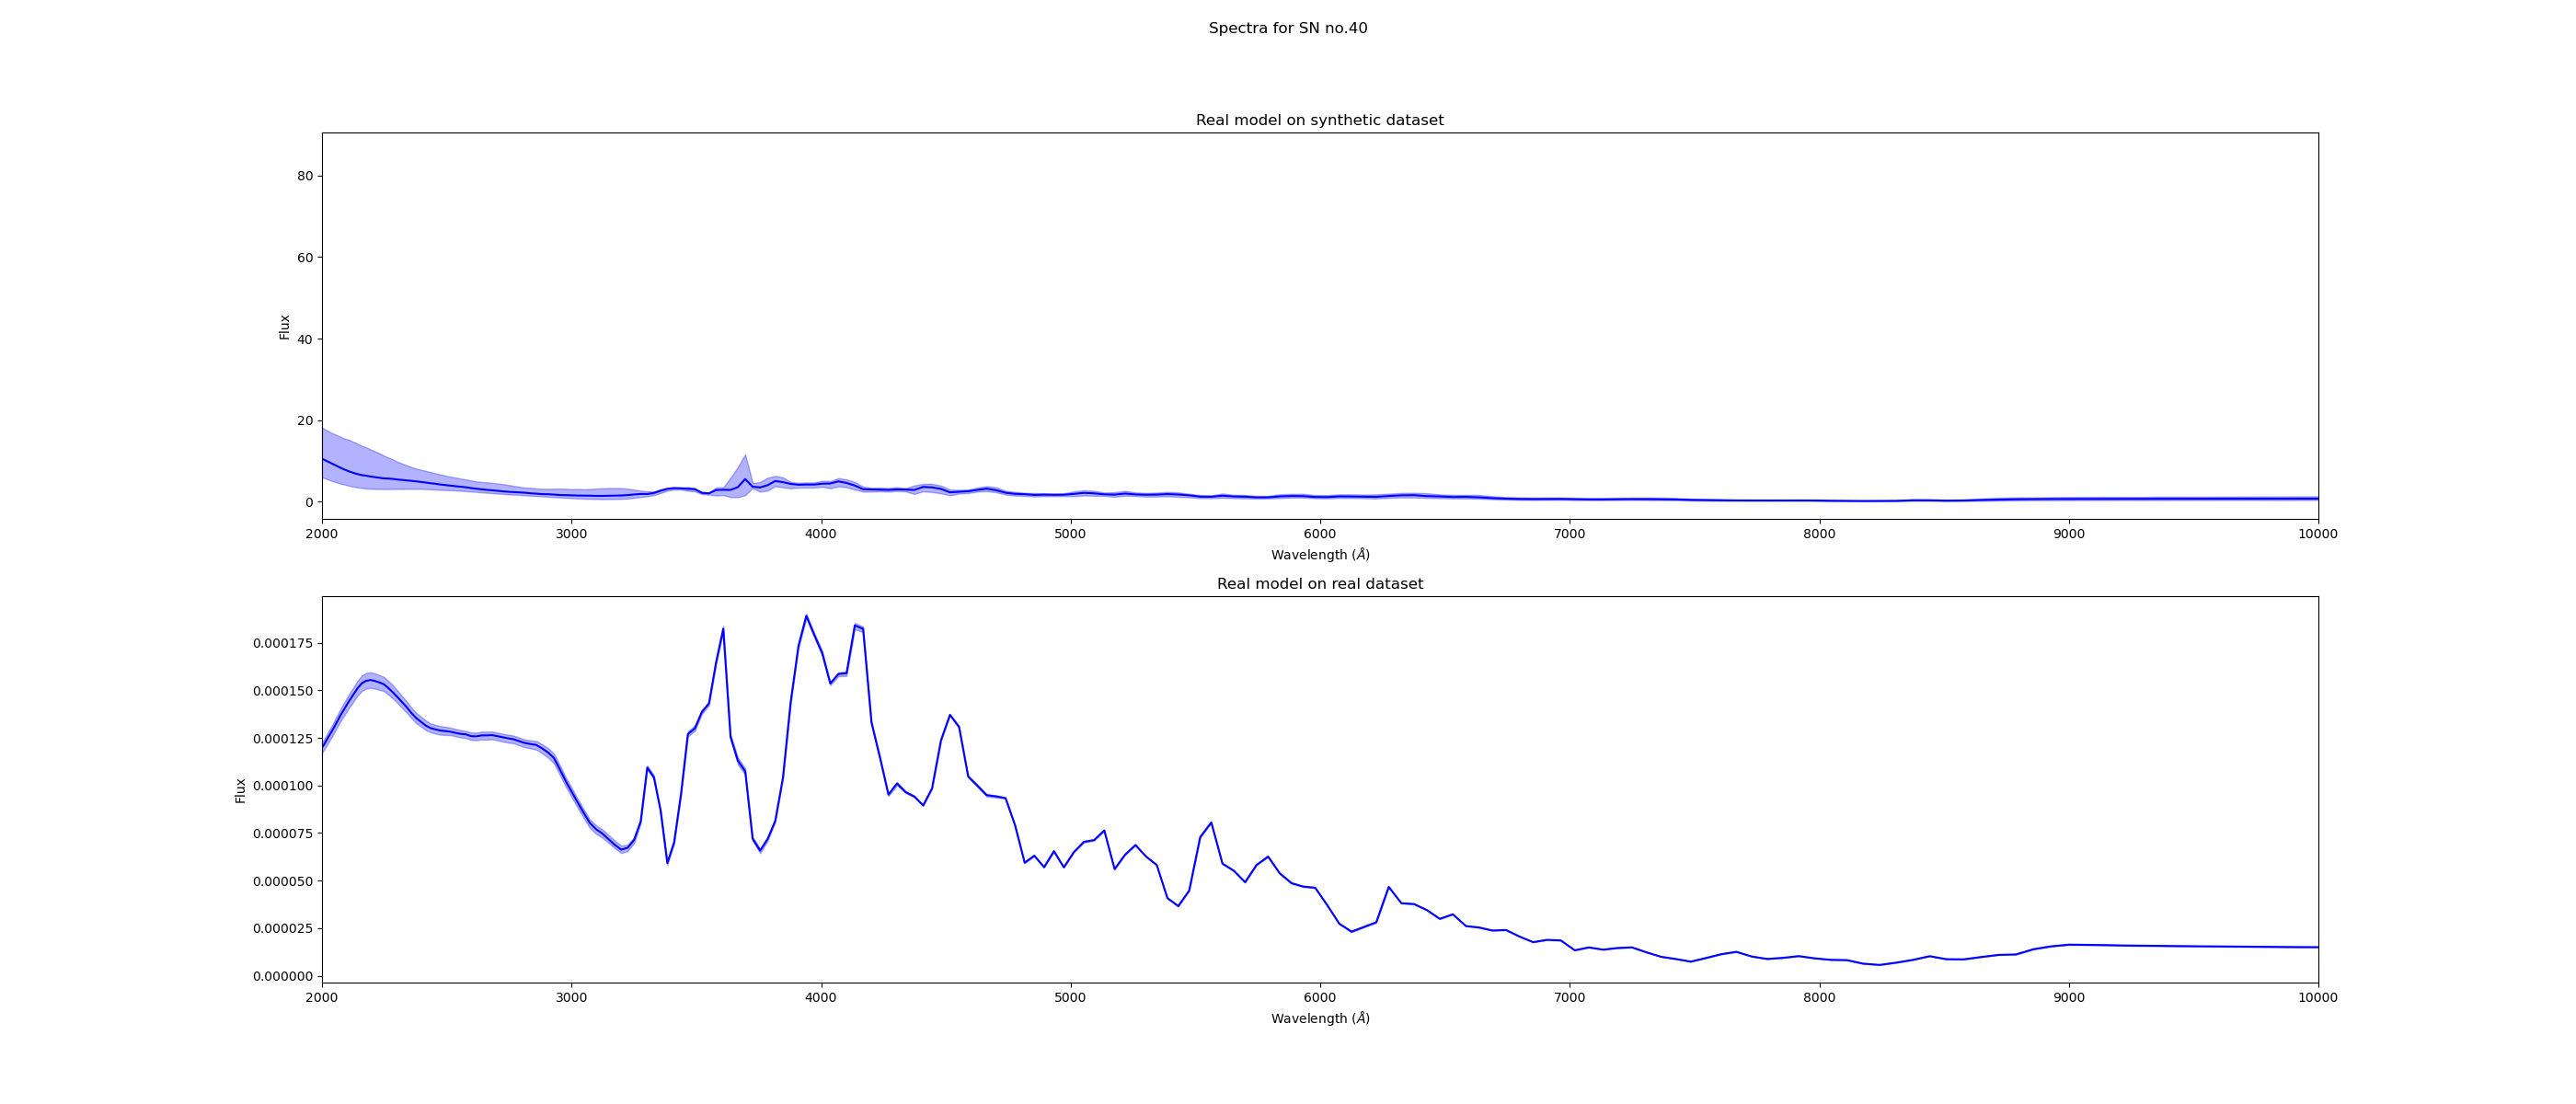 Spectra for SN no.40
Real model on synthetic dataset
80
60
40
20
0
Flux
2000 3000 4000 5000 6000 7000 8000 9000 10000
Wavelength (Å)
Real model on real dataset
0.000175
0.000150
0.000125
0.000100
0.000075
0.000050
0.000025
0.000000
Flux
2000 3000 4000 5000 6000 7000 8000 9000 10000
Wavelength (Å)